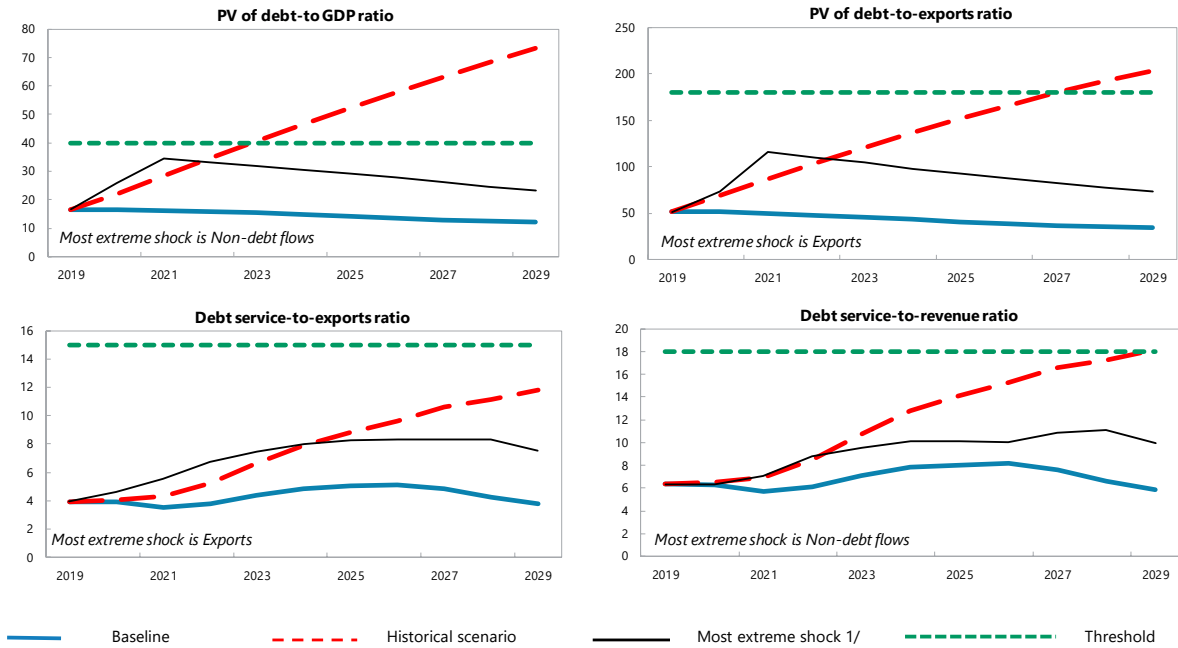 PV of debt-to GDP ratio
80
70
60
50
40
30
20
10
0
Most extreme shock is Non-debt flows
2019 2021 2023 2025 2027 2029
PV of debt-to-exports ratio
250
200
150
100
50
0
Most extreme shock is Exports
2019 2021 2023 2025 2027 2029
Debt service-to-exports ratio
16
14
12
10
8
6
4
2
0
Most extreme shock is Exports
2019 2021 2023 2025 2027 2029
Debt service-to-revenue ratio
20
18
16
14
12
10
8
6
4
2
0
Most extreme shock is Non-debt flows
2019 2021 2023 2025 2027 2029
Baseline Historical scenario Most extreme shock 1/ Threshold